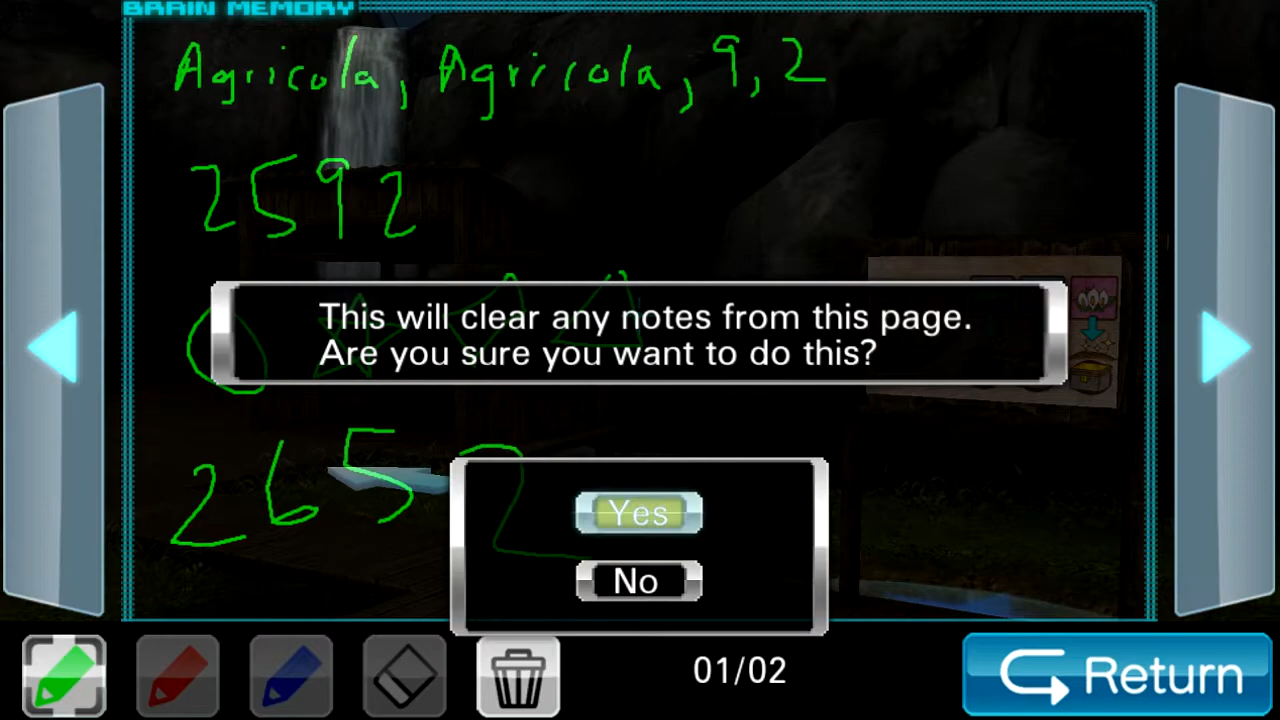 BRAIN MEMORY
Agricola, Agricola, 9, 2
2592
This will clear any notes from this page.
Are you sure you want to do this?
2652
Yes
No
01/02
Return